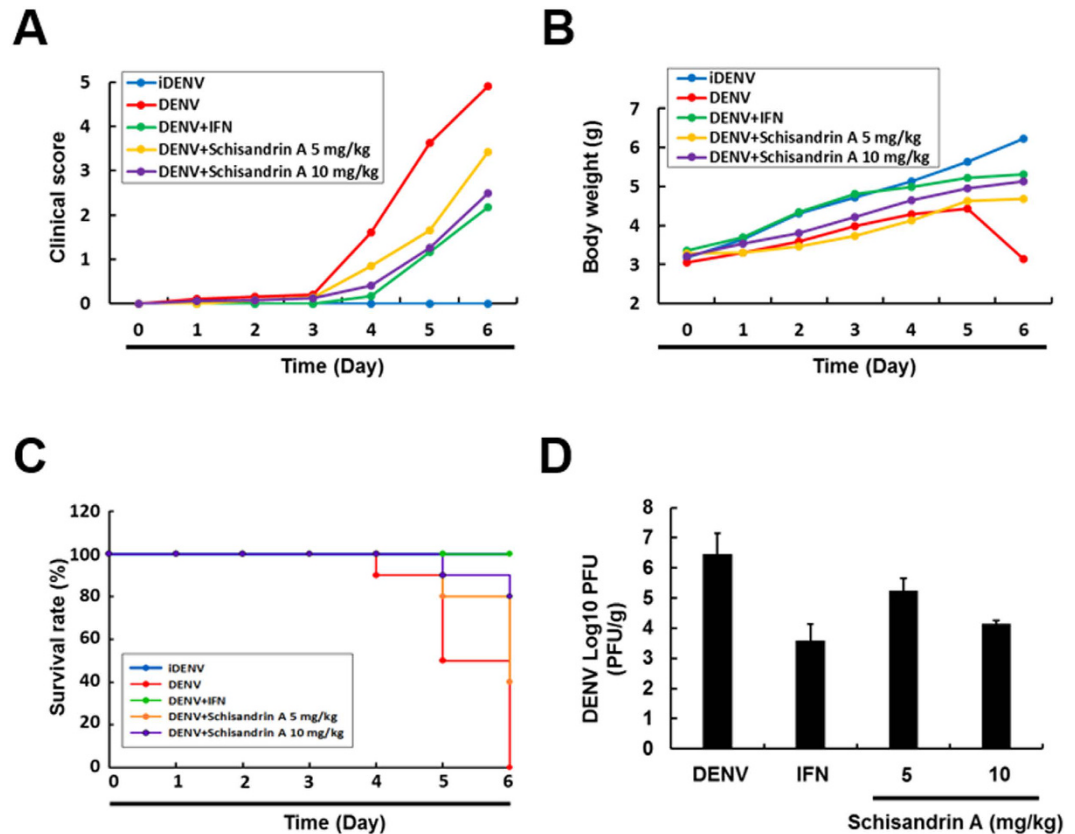 A
Clinical score
5
4
3
2
1
0
iDENV
DENV
DENV+IFN
DENV+Schisandrin A 5 mg/kg
DENV+Schisandrin A 10 mg/kg
0 1 2 3 4 5 6
Time (Day)
B
Body weight (g)
7
6
5
4
3
2
iDENV
DENV
DENV+IFN
DENV+Schisandrin A 5 mg/kg
DENV+Schisandrin A 10 mg/kg
0 1 2 3 4 5 6
Time (Day)
C
Survival rate (%)
120
100
80
60
40
20
0
iDENV
DENV
DENV+IFN
DENV+Schisandrin A 5 mg/kg
DENV+Schisandrin A 10 mg/kg
0 1 2 3 4 5 6
Time (Day)
D
DENV Log10 PFU
(PFU/g)
8
7
6
5
4
3
2
1
0
DENV IFN 5 10
Schisandrin A (mg/kg)